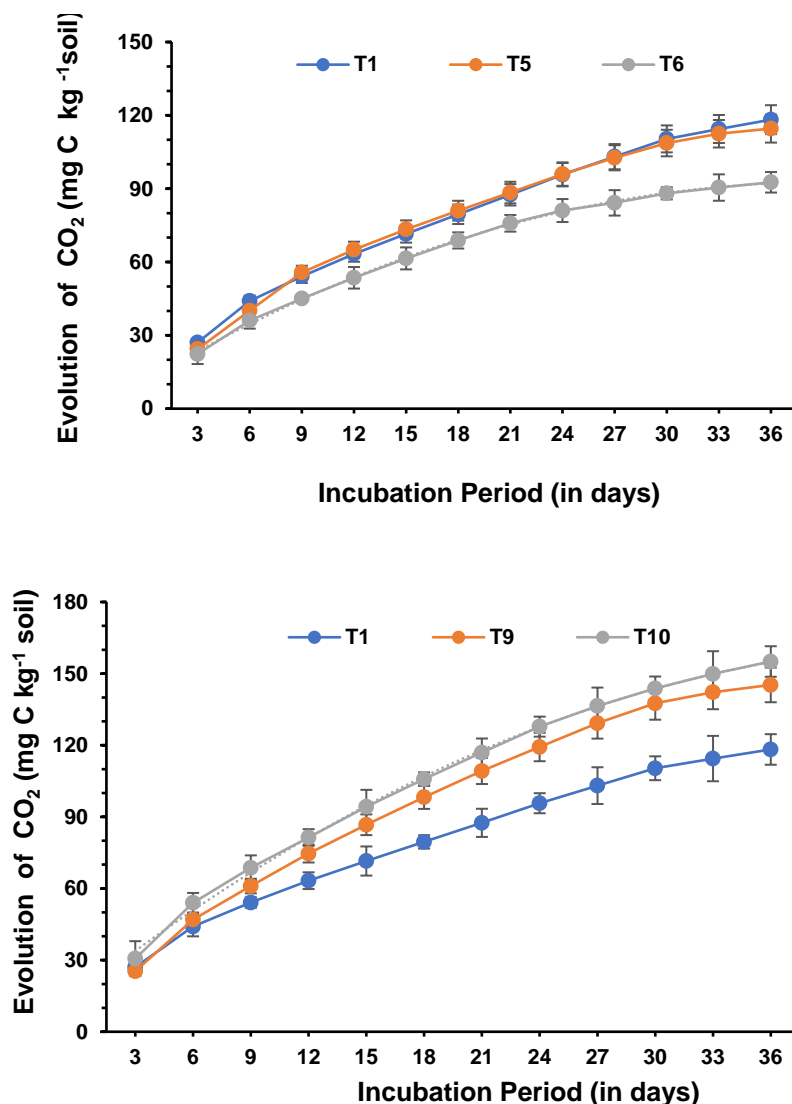 Evolution of CO₂ (mg C kg ⁻¹soil)
150
T1 T5 T6
120
90
60
30
0
3 6 9 12 15 18 21 24 27 30 33 36
Incubation Period (in days)
Evolution of CO₂ (mg C kg⁻¹ soil)
180
T1 T9 T10
150
120
90
60
30
0
3 6 9 12 15 18 21 24 27 30 33 36
Incubation Period (in days)